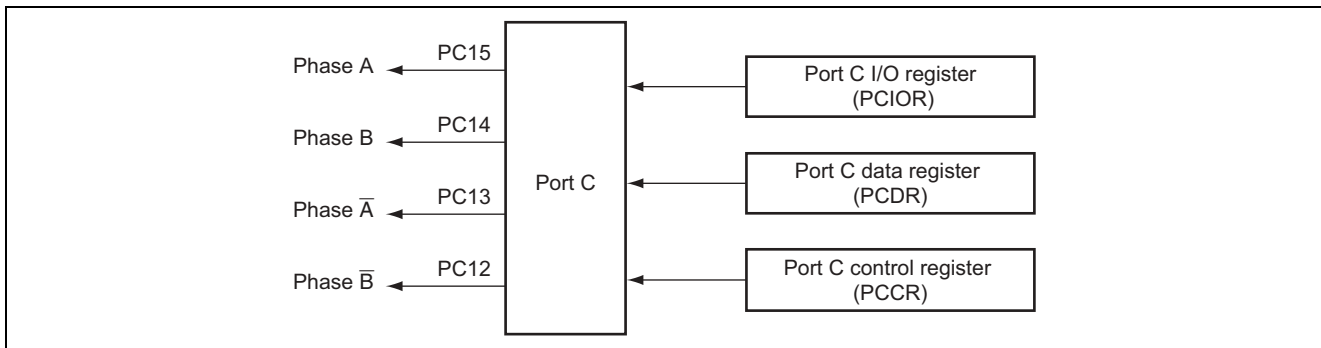 Phase A
PC15
Phase B
PC14
Phase A̅
PC13
Phase B̅
PC12
Port C
Port C I/O register
(PCIOR)
Port C data register
(PCDR)
Port C control register
(PCCR)